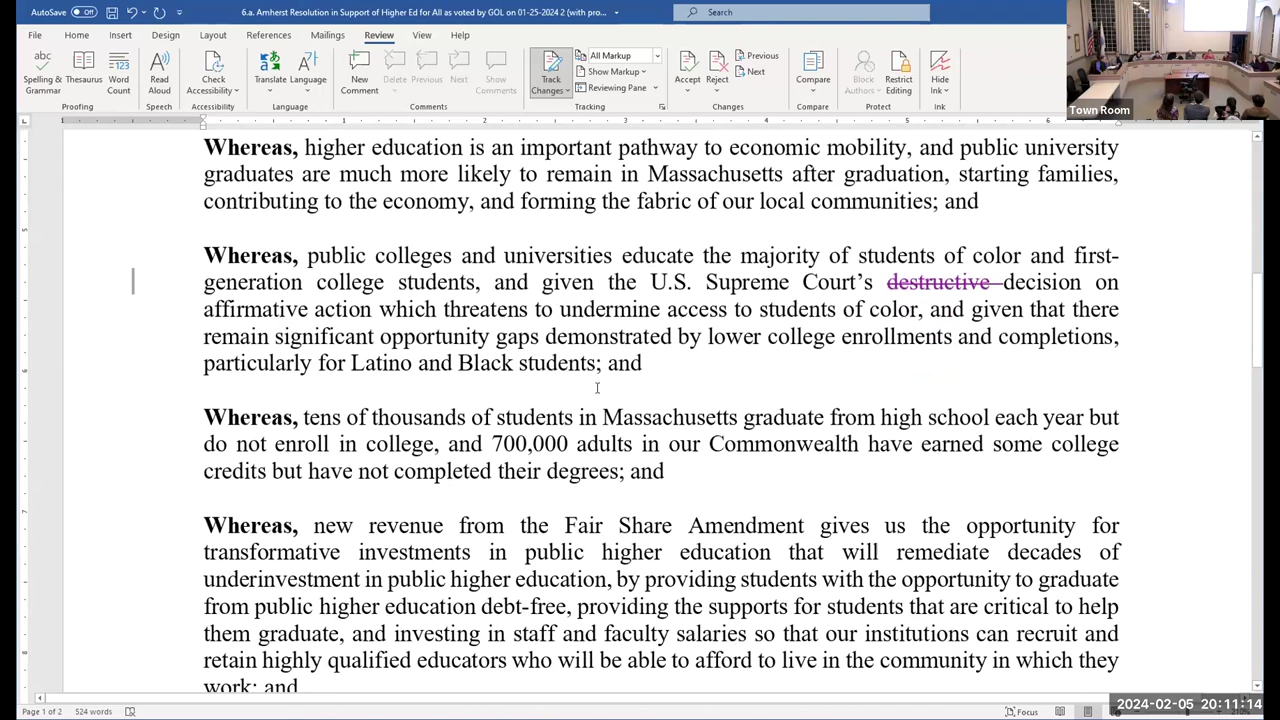 AutoSave Off 6.a. Amherst Resolution in Support of Higher Ed for All as voted by GOL on 01-25-2024 2 (with pro... Search
File Home Insert Design Layout References Mailings Review View Help
abc Spelling & Grammar Thesaurus Word Count Read Aloud Check Accessibility Translate Language New Comment Delete Previous Next Show Comments Track Changes All Markup Show Markup Reviewing Pane Accept Reject Previous Next Compare Block Authors Restrict Editing Hide Ink
Proofing Speech Accessibility Language Comments Tracking Changes Compare Protect Ink
Town Room
Whereas, higher education is an important pathway to economic mobility, and public university
graduates are much more likely to remain in Massachusetts after graduation, starting families,
contributing to the economy, and forming the fabric of our local communities; and
Whereas, public colleges and universities educate the majority of students of color and first-
generation college students, and given the U.S. Supreme Court’s destructive decision on
affirmative action which threatens to undermine access to students of color, and given that there
remain significant opportunity gaps demonstrated by lower college enrollments and completions,
particularly for Latino and Black students; and
Whereas, tens of thousands of students in Massachusetts graduate from high school each year but
do not enroll in college, and 700,000 adults in our Commonwealth have earned some college
credits but have not completed their degrees; and
Whereas, new revenue from the Fair Share Amendment gives us the opportunity for
transformative investments in public higher education that will remediate decades of
underinvestment in public higher education, by providing students with the opportunity to graduate
from public higher education debt-free, providing the supports for students that are critical to help
them graduate, and investing in staff and faculty salaries so that our institutions can recruit and
retain highly qualified educators who will be able to afford to live in the community in which they
work; and
Page 1 of 2 524 words Focus
2024-02-05 20:11:14